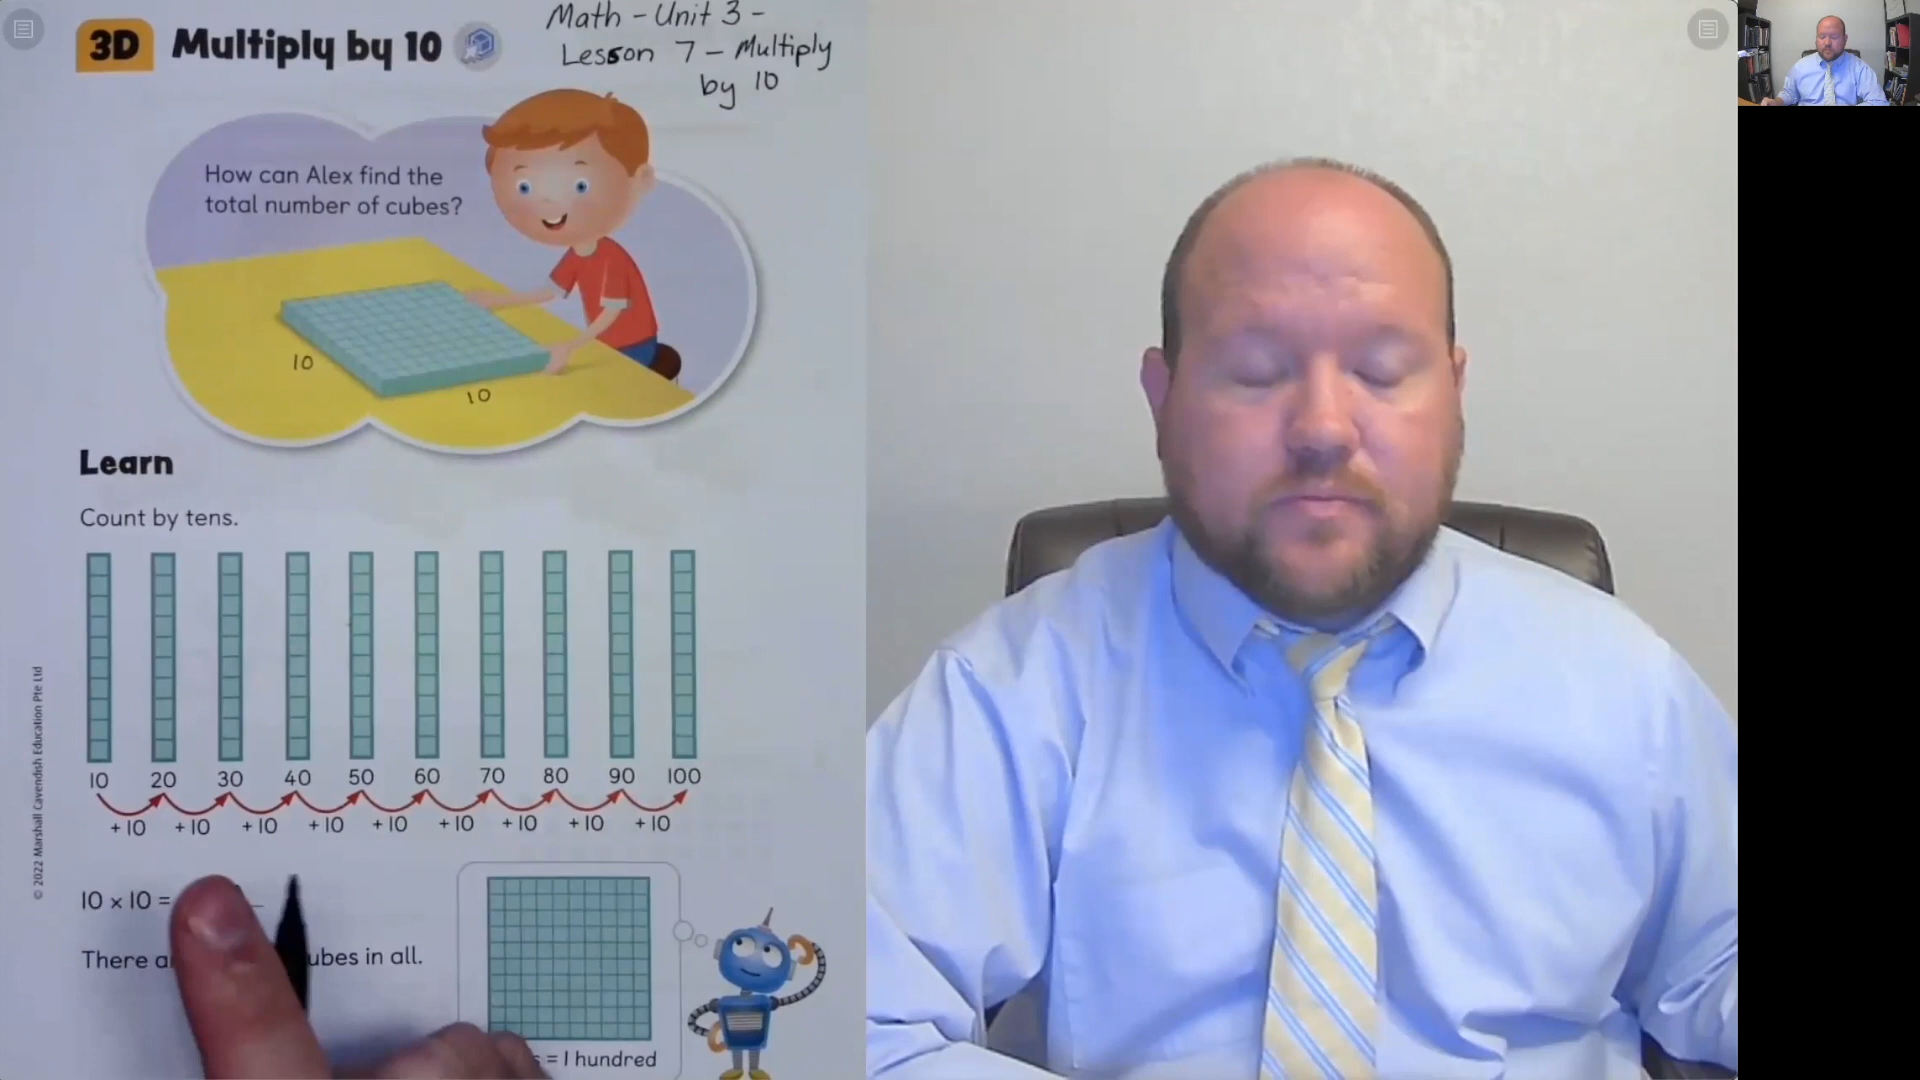 3D Multiply by 10
Math - Unit 3 -
Lesson 7 - Multiply
by 10
How can Alex find the
total number of cubes?
10
10
Learn
Count by tens.
10 20 30 40 50 60 70 80 90 100
+10 +10 +10 +10 +10 +10 +10 +10 +10
10 × 10 =
There in all.
= 1 hundred
© 2022 Marshall Cavendish Education Pte Ltd